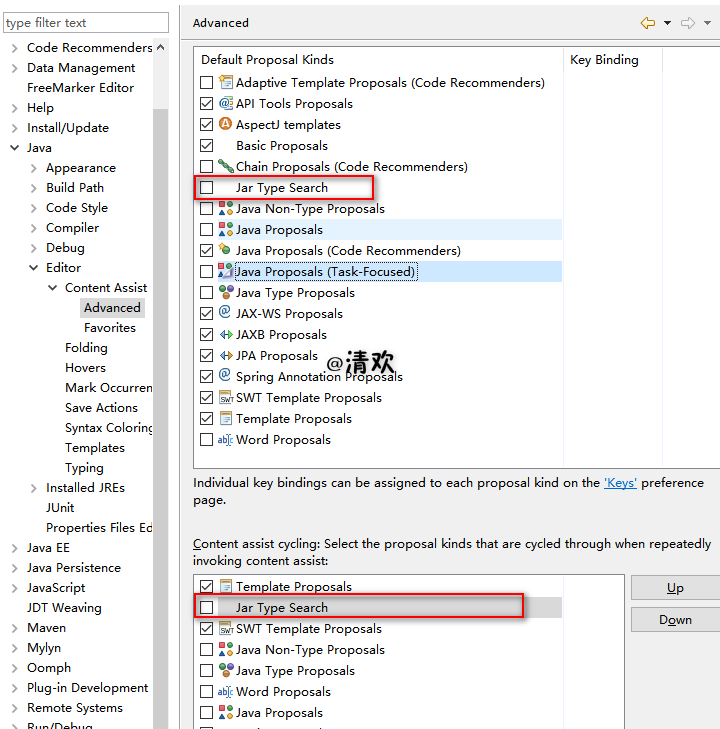 type filter text
Code Recommenders
Data Management
FreeMarker Editor
Help
Install/Update
Java
Appearance
Build Path
Code Style
Compiler
Debug
Editor
Content Assist
Advanced
Favorites
Folding
Hovers
Mark Occurren
Save Actions
Syntax Coloring
Templates
Typing
Installed JREs
JUnit
Properties Files Ed
Java EE
Java Persistence
JavaScript
JDT Weaving
Maven
Mylyn
Oomph
Plug-in Development
Remote Systems
Run/Debug
Advanced
Default Proposal Kinds Key Binding
Adaptive Template Proposals (Code Recommenders)
API Tools Proposals
AspectJ templates
Basic Proposals
Chain Proposals (Code Recommenders)
Jar Type Search
Java Non-Type Proposals
Java Proposals
Java Proposals (Code Recommenders)
Java Proposals (Task-Focused)
Java Type Proposals
JAX-WS Proposals
JAXB Proposals
JPA Proposals
@清欢
Spring Annotation Proposals
SWT Template Proposals
Template Proposals
Word Proposals
Individual key bindings can be assigned to each proposal kind on the 'Keys' preference
page.
Content assist cycling: Select the proposal kinds that are cycled through when repeatedly
invoking content assist:
Template Proposals
Jar Type Search
SWT Template Proposals
Java Non-Type Proposals
Java Type Proposals
Word Proposals
Java Proposals
Up
Down